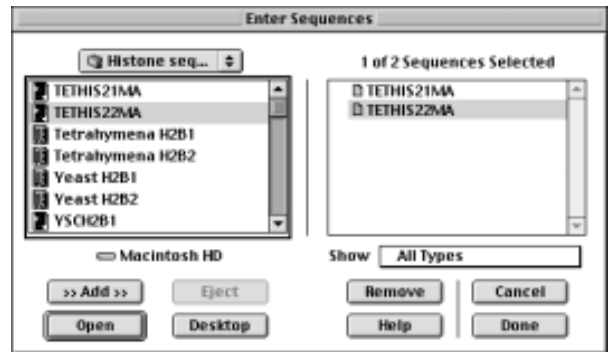 Enter Sequences
Histone seq...
1 of 2 Sequences Selected
TETHIS21MA
TETHIS22MA
Tetrahymena H2B1
Tetrahymena H2B2
Yeast H2B1
Yeast H2B2
YSCH2B1
TETHIS21MA
TETHIS22MA
Macintosh HD
Show All Types
>> Add >>
Eject
Remove
Cancel
Open
Desktop
Help
Done